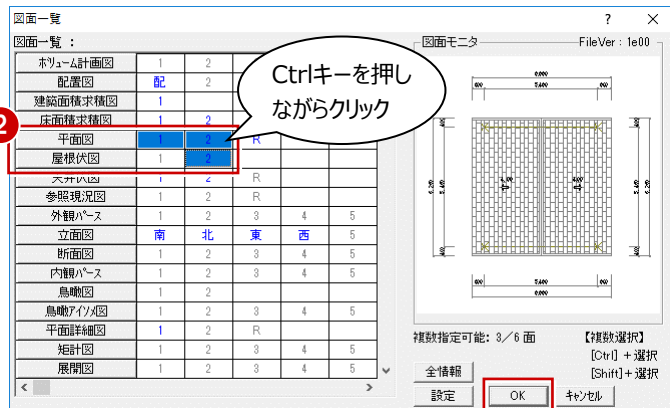 図面一覧 ? ×
図面一覧 :
ボリューム計画図 1 2
配置図 配 2
建築面積求積図 1
床面積求積図 1 2
平面図 1 2 R
屋根伏図 1 2
天井伏図 1 2 R
参照現況図 1 2 R
外観パース 1 2 3 4 5
立面図 南 北 東 西 5
断面図 1 2 3 4 5
内観パース 1 2 3 4 5
鳥瞰図 1 2
鳥瞰アイソメ図 1 2 3 4 5
平面詳細図 1 2 R
矩計図 1 2 3 4 5
展開図 1 2 3 4 5
2
Ctrlキーを押し
ながらクリック
図面モニタ FileVer : 1e00
複数指定可能: 3/6 面 【複数選択】
[Ctrl] +選択
[Shift]+選択
全情報
設定 OK キャンセル